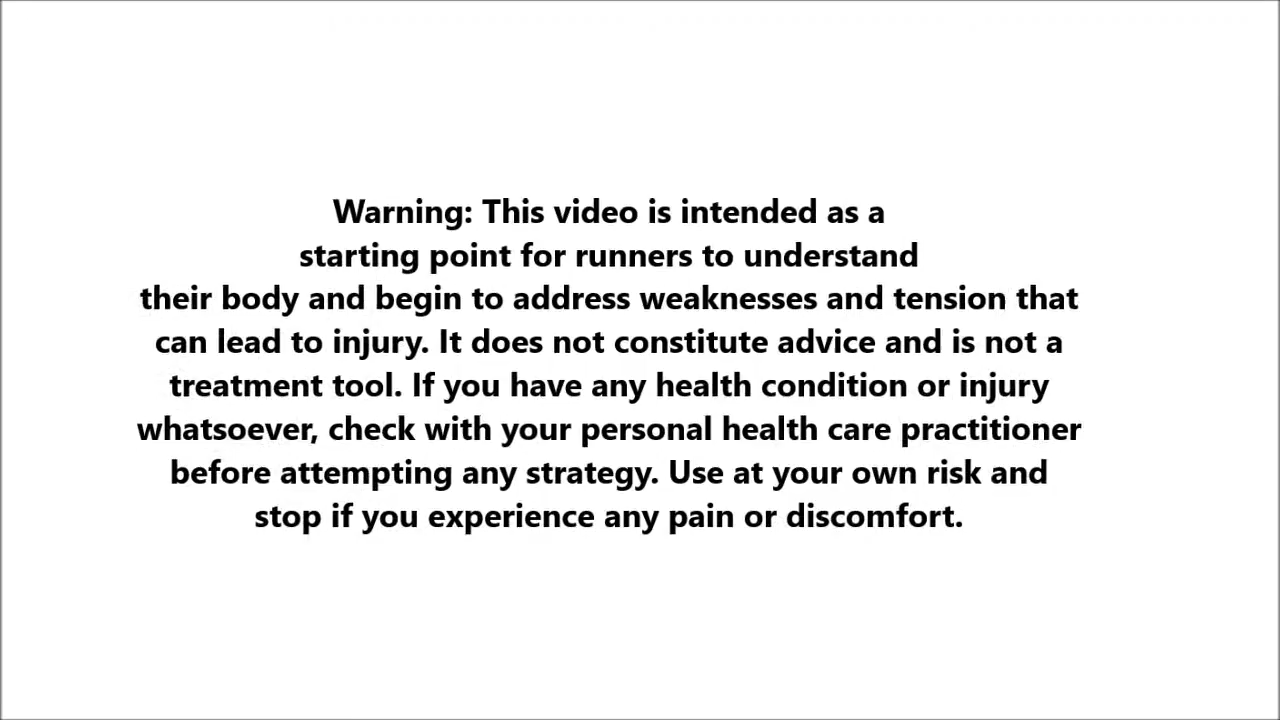 Warning: This video is intended as a
starting point for runners to understand
their body and begin to address weaknesses and tension that
can lead to injury. It does not constitute advice and is not a
treatment tool. If you have any health condition or injury
whatsoever, check with your personal health care practitioner
before attempting any strategy. Use at your own risk and
stop if you experience any pain or discomfort.